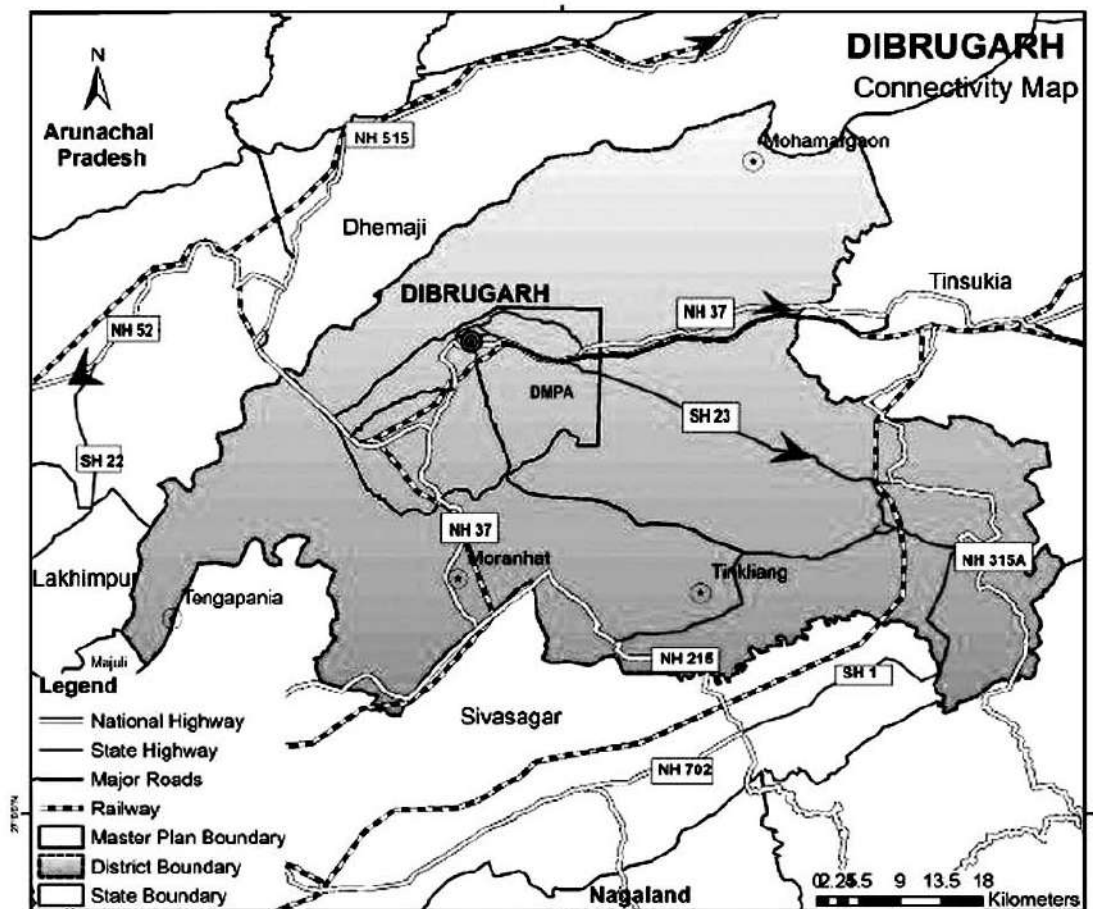 DIBRUGARH
Connectivity Map
N
Arunachal
Pradesh
NH 515
Mohamargaon
Dhemaji
Tinsukia
DIBRUGARH
NH 37
NH 52
DMPA
SH 23
SH 22
NH 37
Moranhat
Tinkliang
NH 315A
Lakhimpur
Tengapania
Majuli
NH 215
SH 1
Sivasagar
NH 702
Legend
National Highway
State Highway
Major Roads
Railway
Master Plan Boundary
District Boundary
State Boundary
Nagaland
9 13.5 18
Kilometers